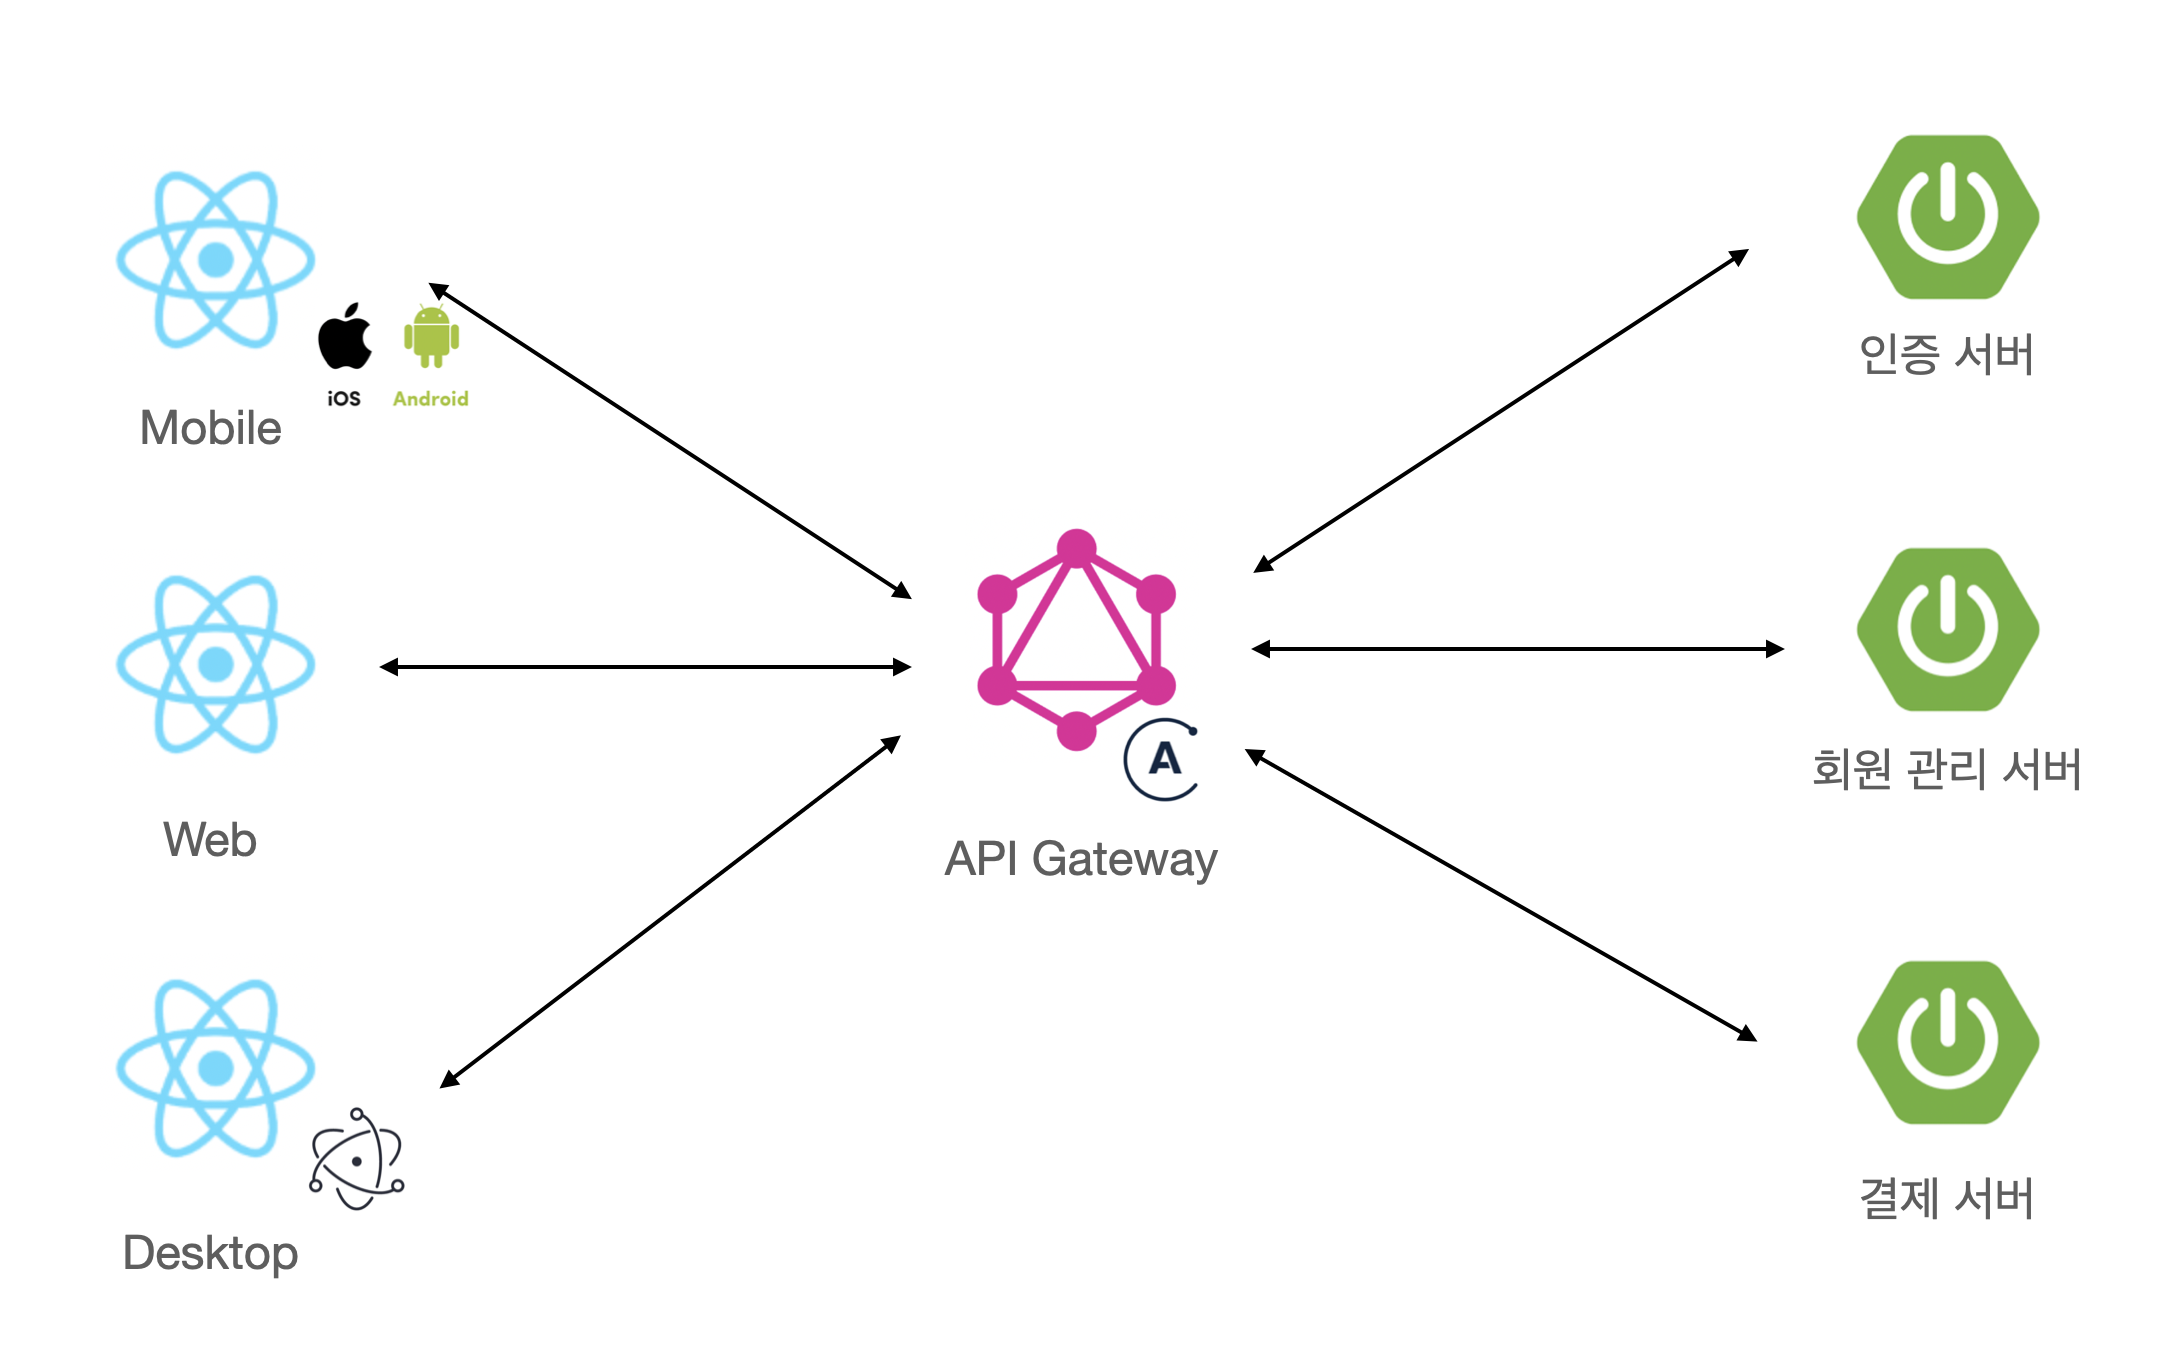 iOS
Android
Mobile
Web
Desktop
A
API Gateway
인증 서버
회원 관리 서버
결제 서버